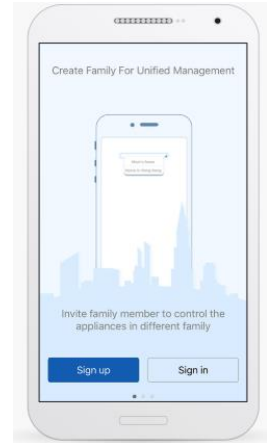 Create Family For Unified Management
Invite family member to control the
appliances in different family
Sign up
Sign in